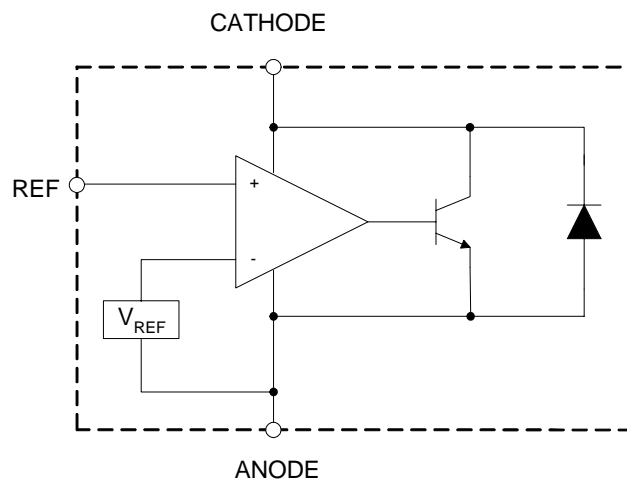 CATHODE
REF
+
-
VREF
ANODE